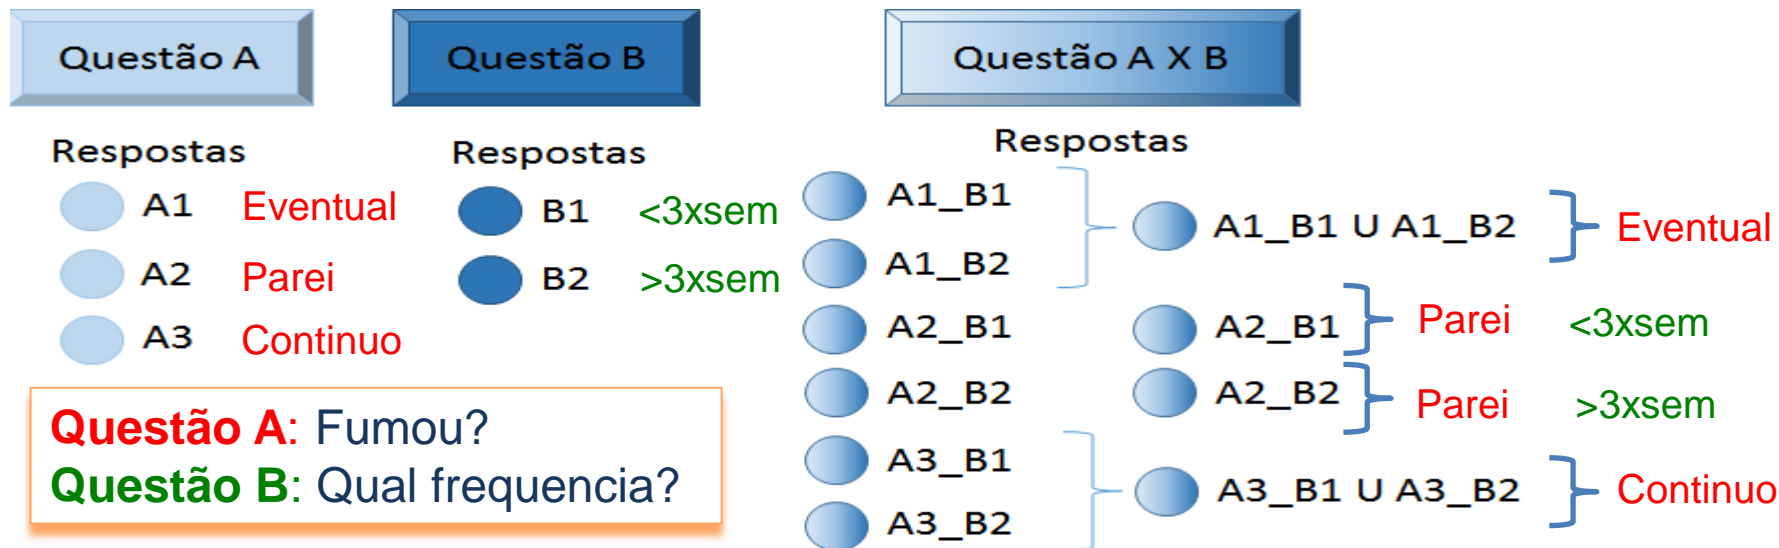 Questão A
Questão B
Questão A X B
Respostas
Respostas
Respostas
A1 Eventual
A2 Parei
A3 Continuo
B1 <3xsem
B2 >3xsem
A1_B1
A1_B2
A2_B1
A2_B2
A3_B1
A3_B2
A1_B1 U A1_B2 Eventual
A2_B1 Parei <3xsem
A2_B2 Parei >3xsem
A3_B1 U A3_B2 Continuo
Questão A: Fumou?
Questão B: Qual frequencia?